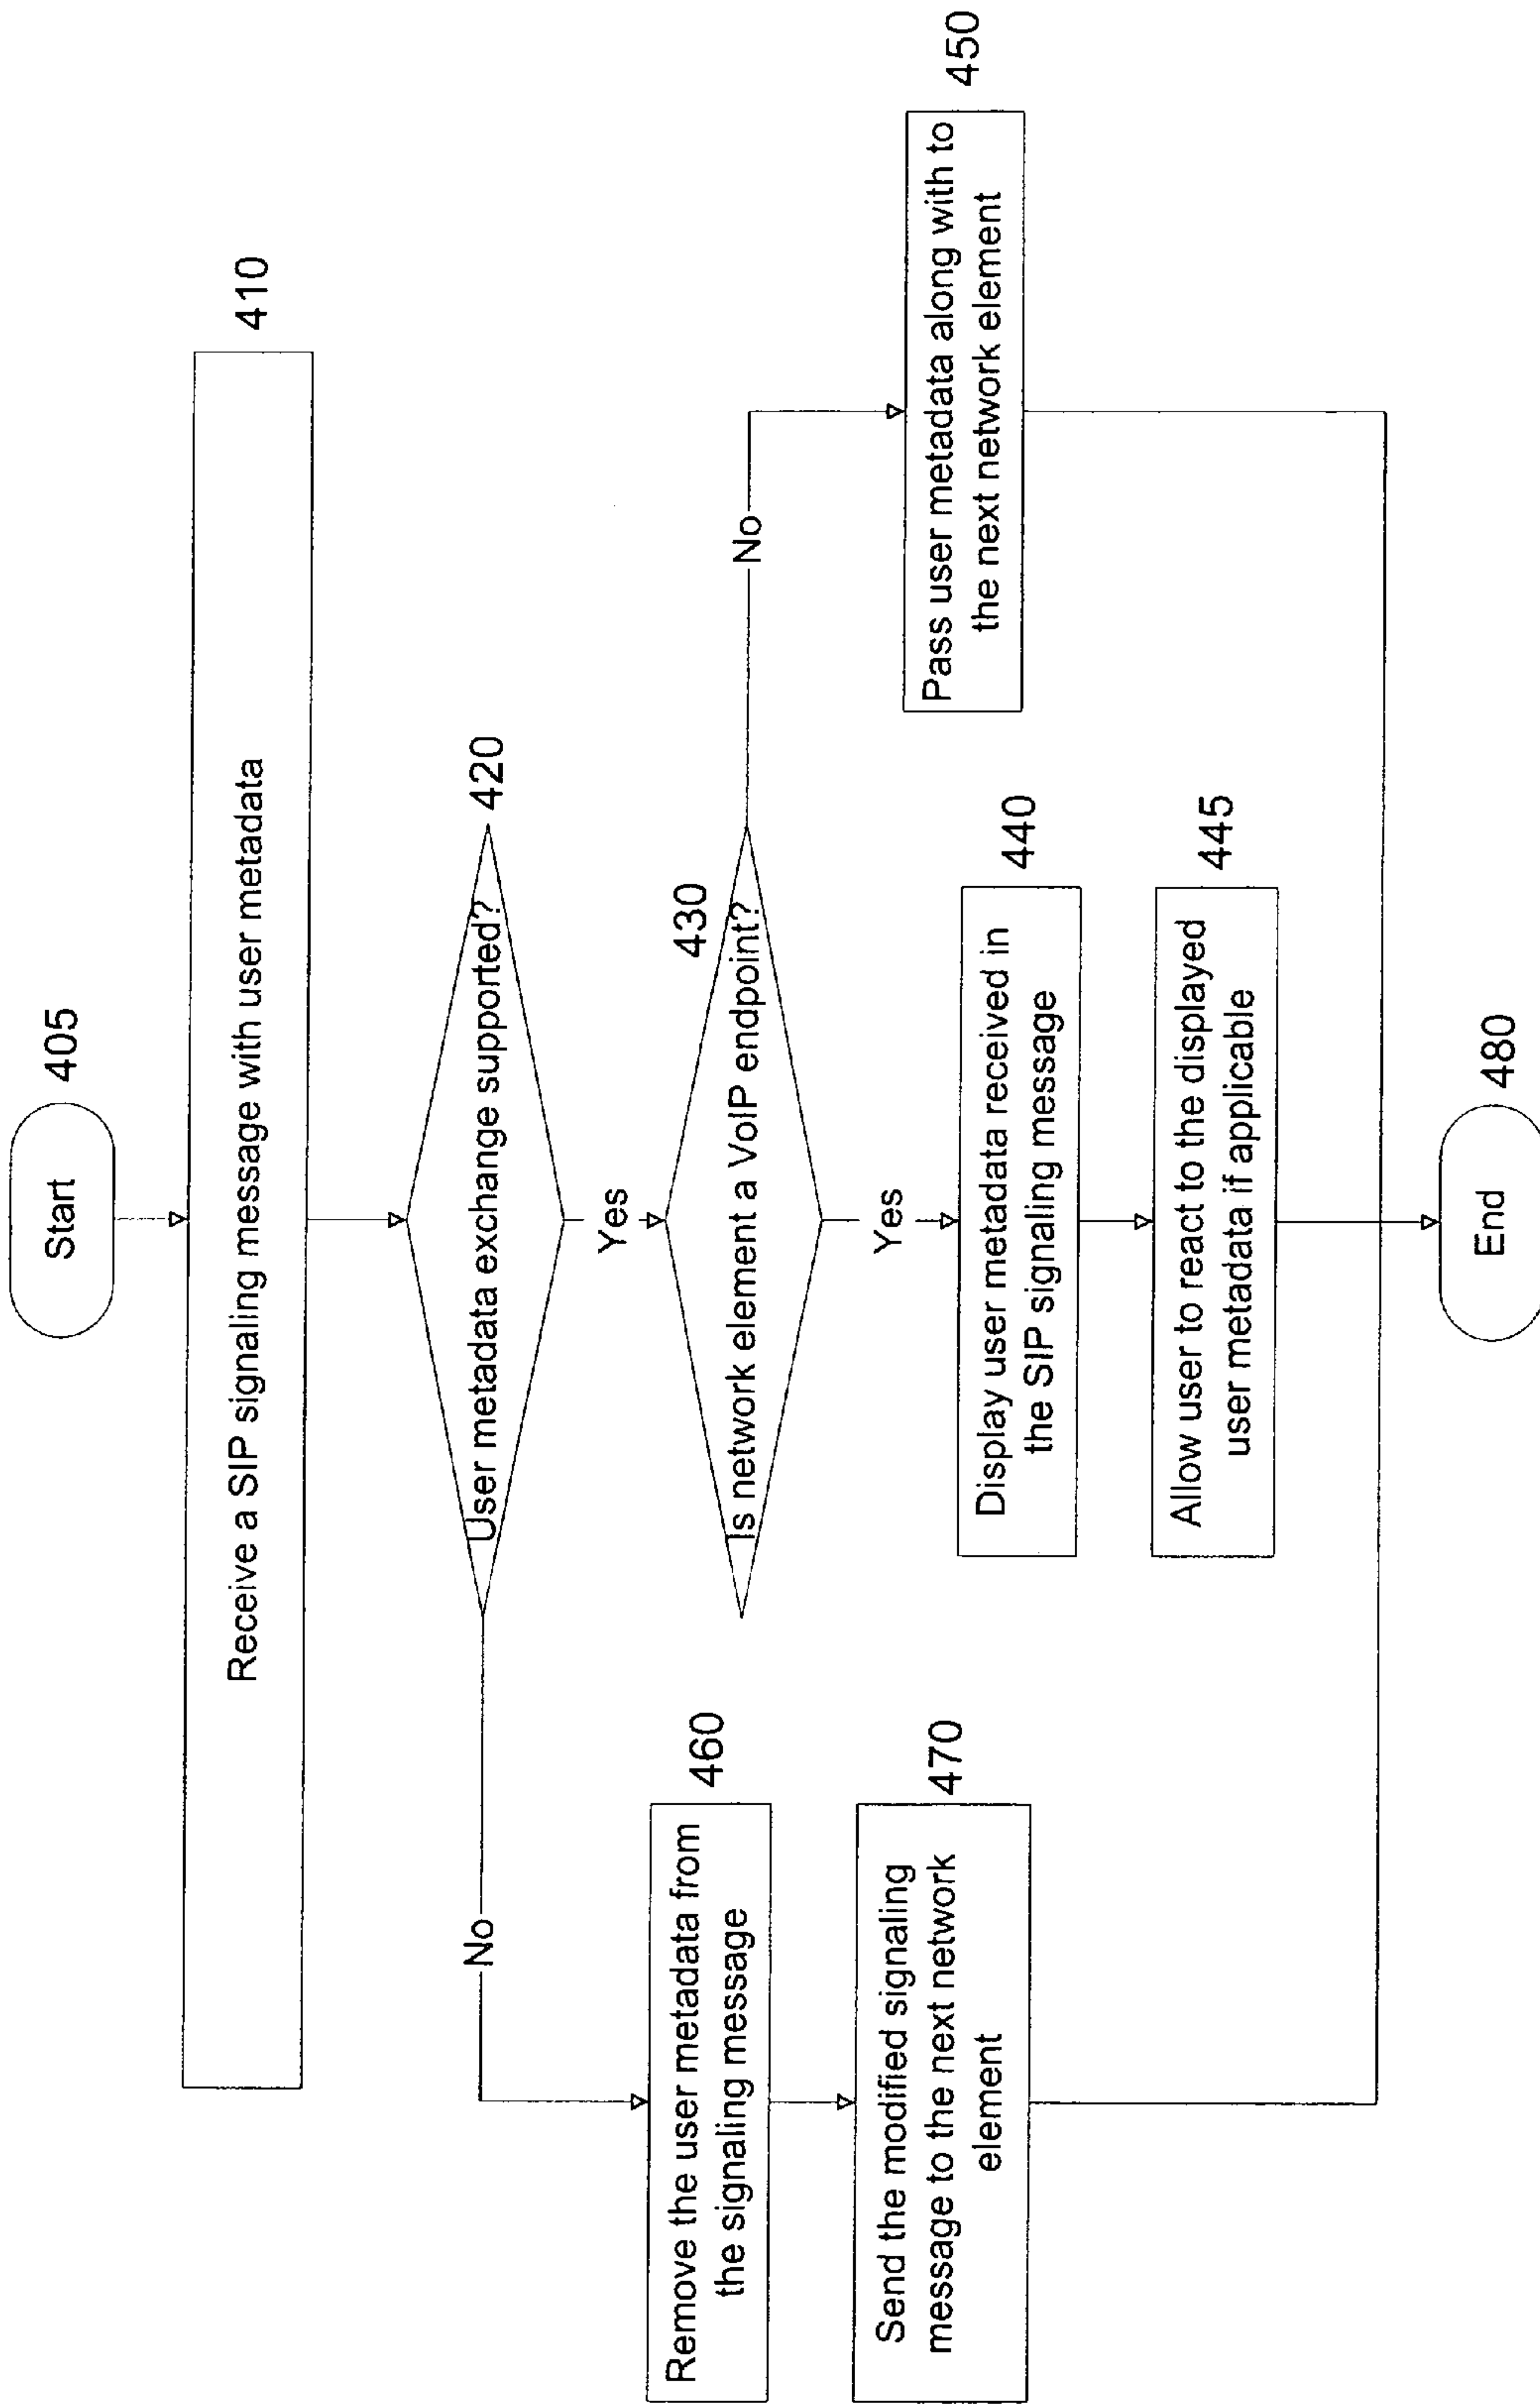 Start
405
Receive a SIP signaling message with user metadata
410
User metadata exchange supported?
420
No
Yes
430
Is network element a VoIP endpoint?
No
Yes
Remove the user metadata from
the signaling message
460
Send the modified signaling
message to the next network
element
470
Display user metadata received in
the SIP signaling message
440
Allow user to react to the displayed
user metadata if applicable
445
Pass user metadata along with to
the next network element
450
End
480